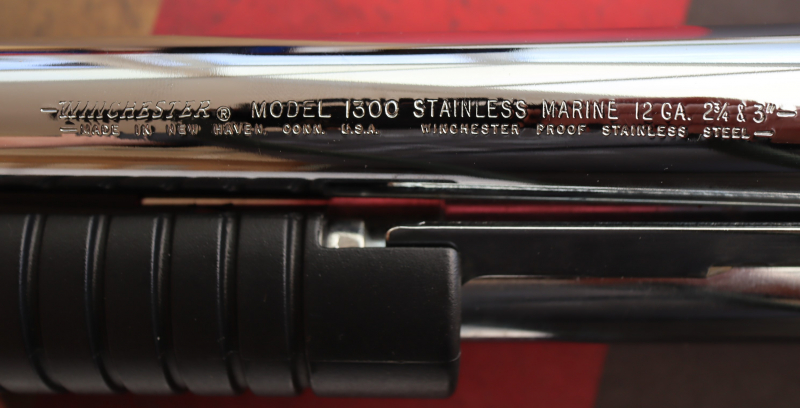 WINCHESTER® MODEL 1300 STAINLESS MARINE 12 GA. 2¾ & 3"
MADE IN NEW HAVEN, CONN. U.S.A. WINCHESTER PROOF STAINLESS STEEL